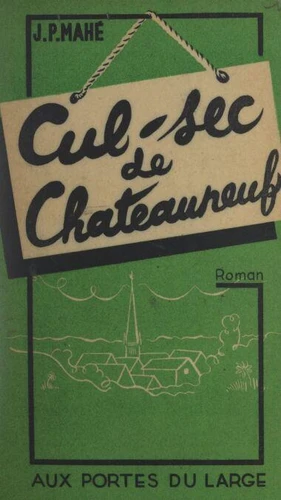 J.P.MAHÉ
Cul-sec
de
Chateauneuf
Roman
AUX PORTES DU LARGE